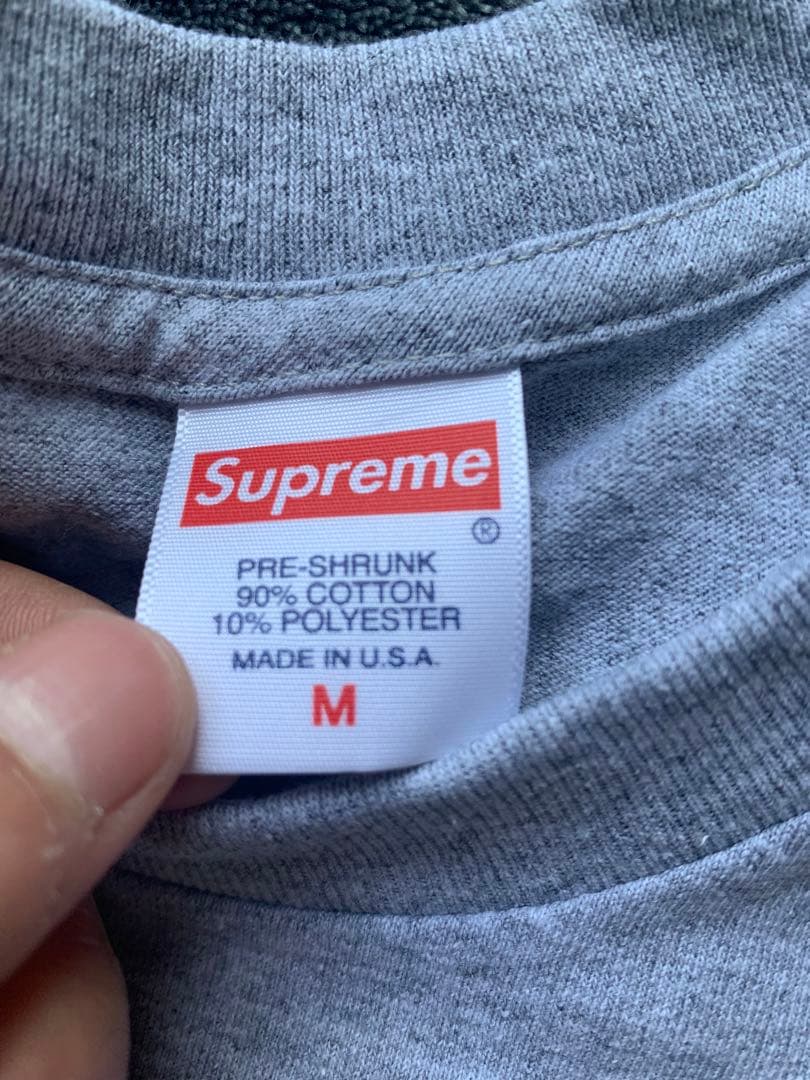 Supreme
®
PRE-SHRUNK
90% COTTON
10% POLYESTER
MADE IN U.S.A.
M